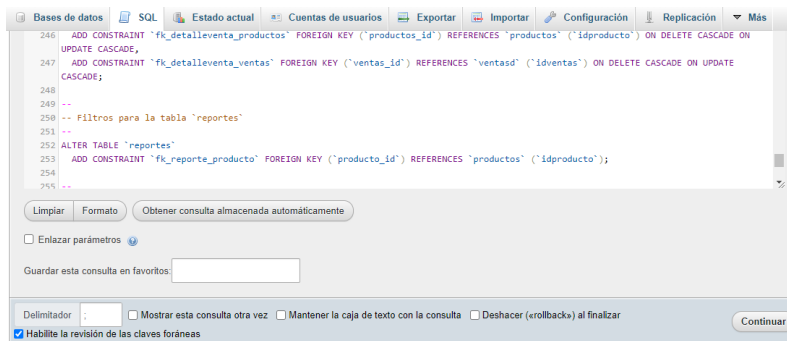 Bases de datos SQL Estado actual Cuentas de usuarios Exportar Importar Configuración Replicación Más
246 ADD CONSTRAINT `fk_detalleventa_productos` FOREIGN KEY (`productos_id`) REFERENCES `productos` (`idproducto`) ON DELETE CASCADE ON
UPDATE CASCADE,
247 ADD CONSTRAINT `fk_detalleventa_ventas` FOREIGN KEY (`ventas_id`) REFERENCES `ventasd` (`idventas`) ON DELETE CASCADE ON UPDATE
CASCADE;
248
249 --
250 -- Filtros para la tabla `reportes`
251 --
252 ALTER TABLE `reportes`
253 ADD CONSTRAINT `fk_reporte_producto` FOREIGN KEY (`producto_id`) REFERENCES `productos` (`idproducto`);
254
255 --
Limpiar Formato Obtener consulta almacenada automáticamente
Enlazar parámetros
Guardar esta consulta en favoritos:
Delimitador ; Mostrar esta consulta otra vez Mantener la caja de texto con la consulta Deshacer («rollback») al finalizar
Continuar
Habilite la revisión de las claves foráneas